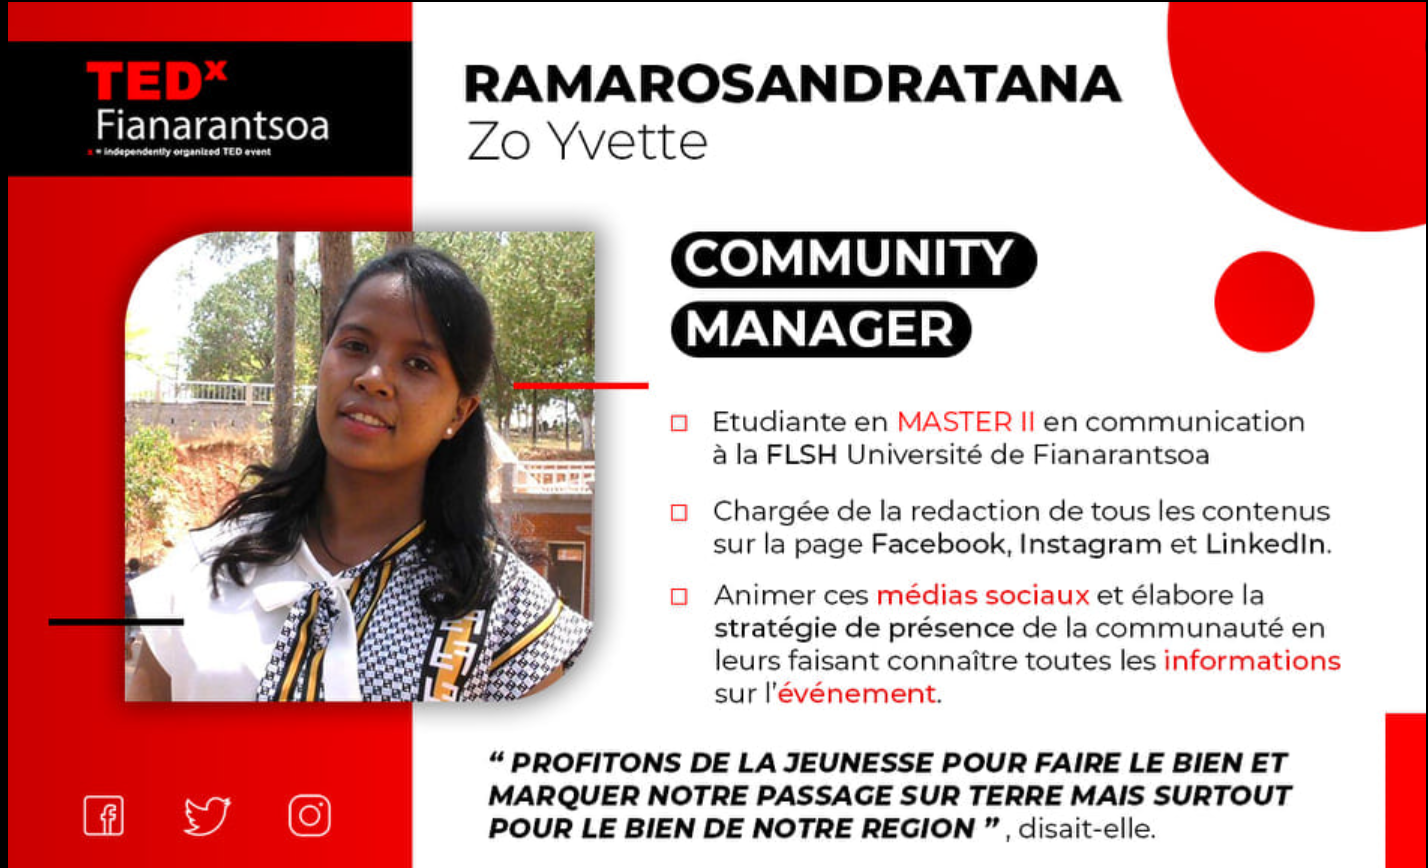 TEDx
Fianarantsoa
x = independently organized TED event
RAMAROSANDRATANA
Zo Yvette
COMMUNITY
MANAGER
Etudiante en MASTER II en communication
à la FLSH Université de Fianarantsoa
Chargée de la redaction de tous les contenus
sur la page Facebook, Instagram et LinkedIn.
Animer ces médias sociaux et élabore la
stratégie de présence de la communauté en
leurs faisant connaître toutes les informations
sur l'événement.
“ PROFITONS DE LA JEUNESSE POUR FAIRE LE BIEN ET
MARQUER NOTRE PASSAGE SUR TERRE MAIS SURTOUT
POUR LE BIEN DE NOTRE REGION ” , disait-elle.